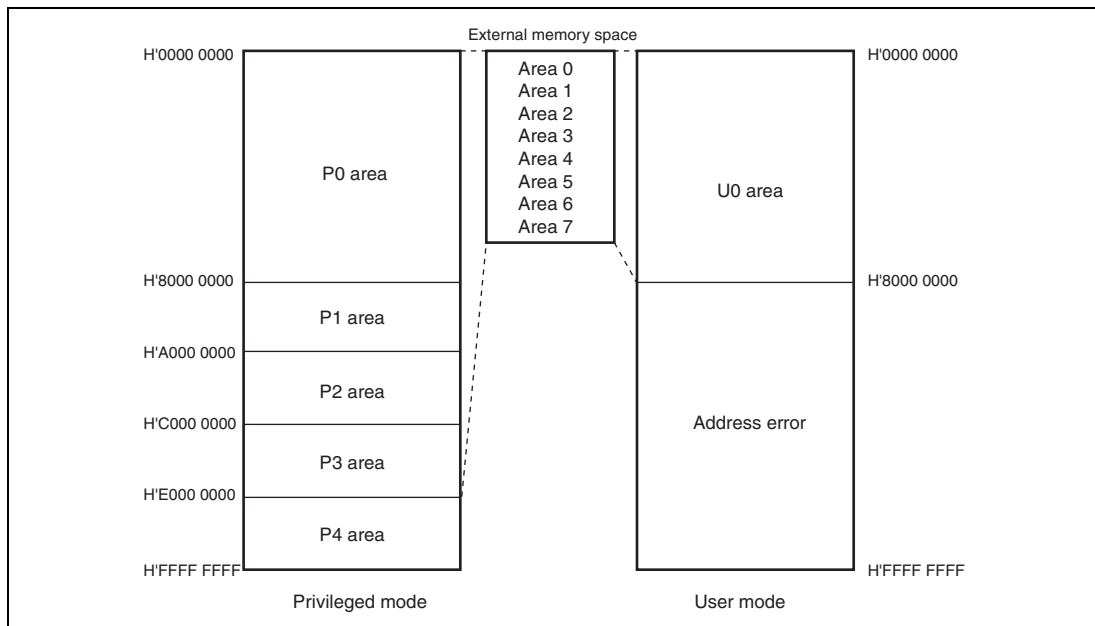 External memory space
H'0000 0000
H'0000 0000
Area 0
Area 1
Area 2
Area 3
Area 4
Area 5
Area 6
Area 7
P0 area
U0 area
H'8000 0000
H'8000 0000
P1 area
H'A000 0000
P2 area
H'C000 0000
Address error
P3 area
H'E000 0000
P4 area
H'FFFF FFFF
H'FFFF FFFF
Privileged mode
User mode